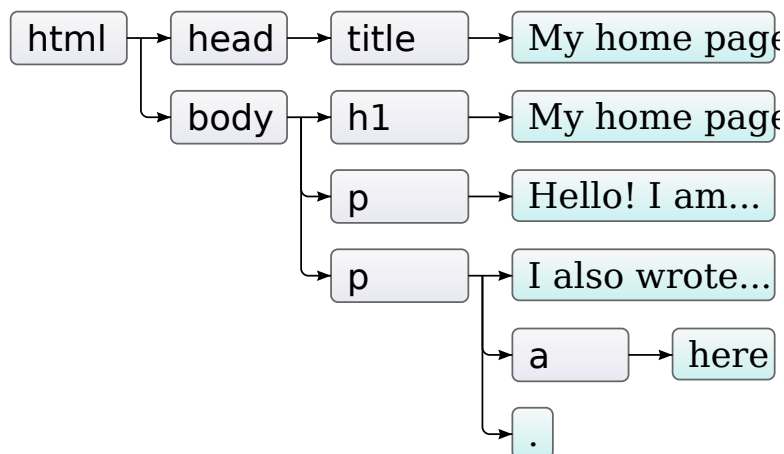 html head title My home page
body h1 My home page
p Hello! I am...
p I also wrote...
a here
.